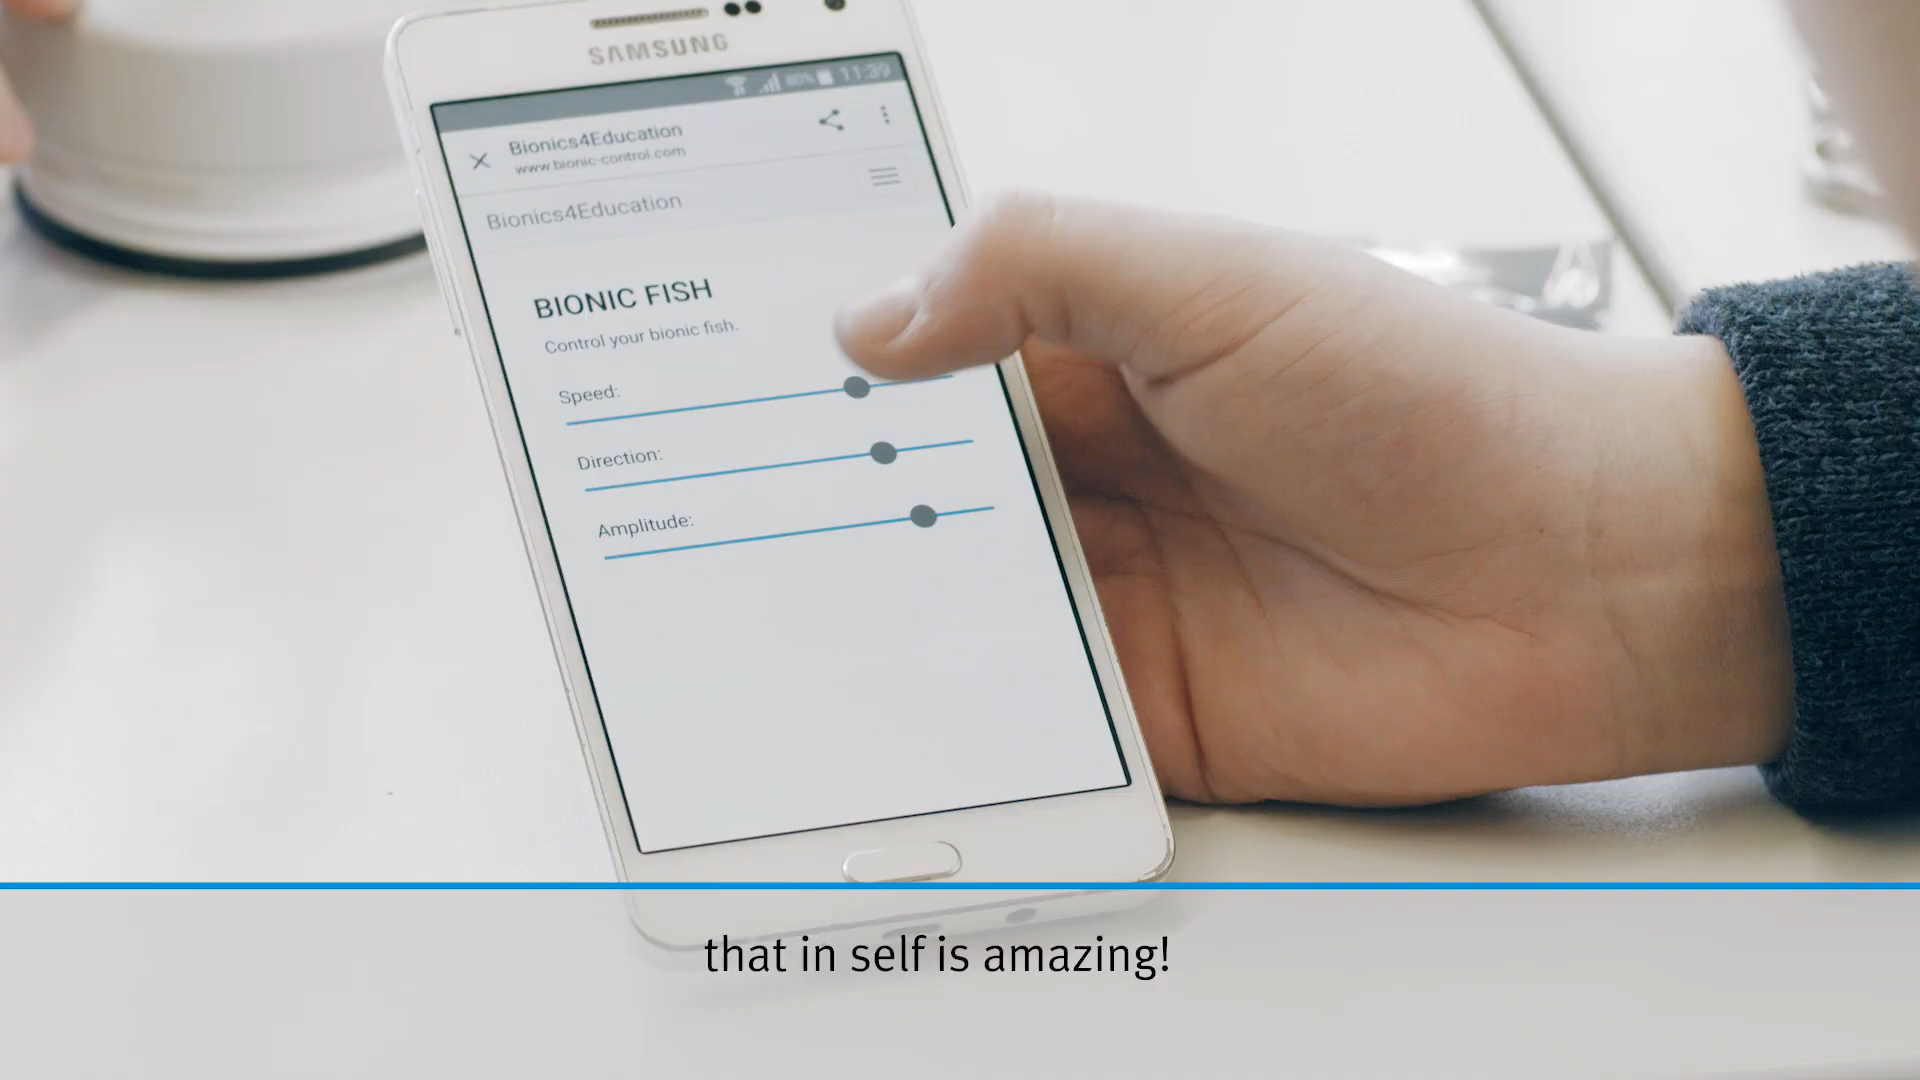 SAMSUNG
80% 11:39
Bionics4Education
www.bionic-control.com
Bionics4Education
BIONIC FISH
Control your bionic fish.
Speed:
Direction:
Amplitude:
that in self is amazing!